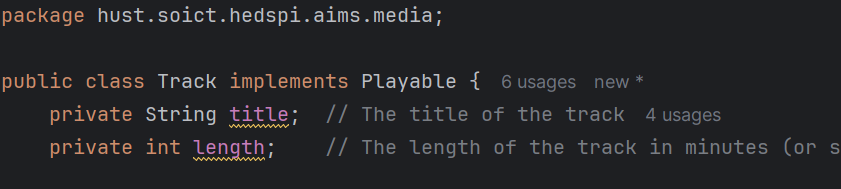 package hust.soict.hedspi.aims.media;
public class Track implements Playable { 6 usages new *
private String title; // The title of the track 4 usages
private int length; // The length of the track in minutes (or s